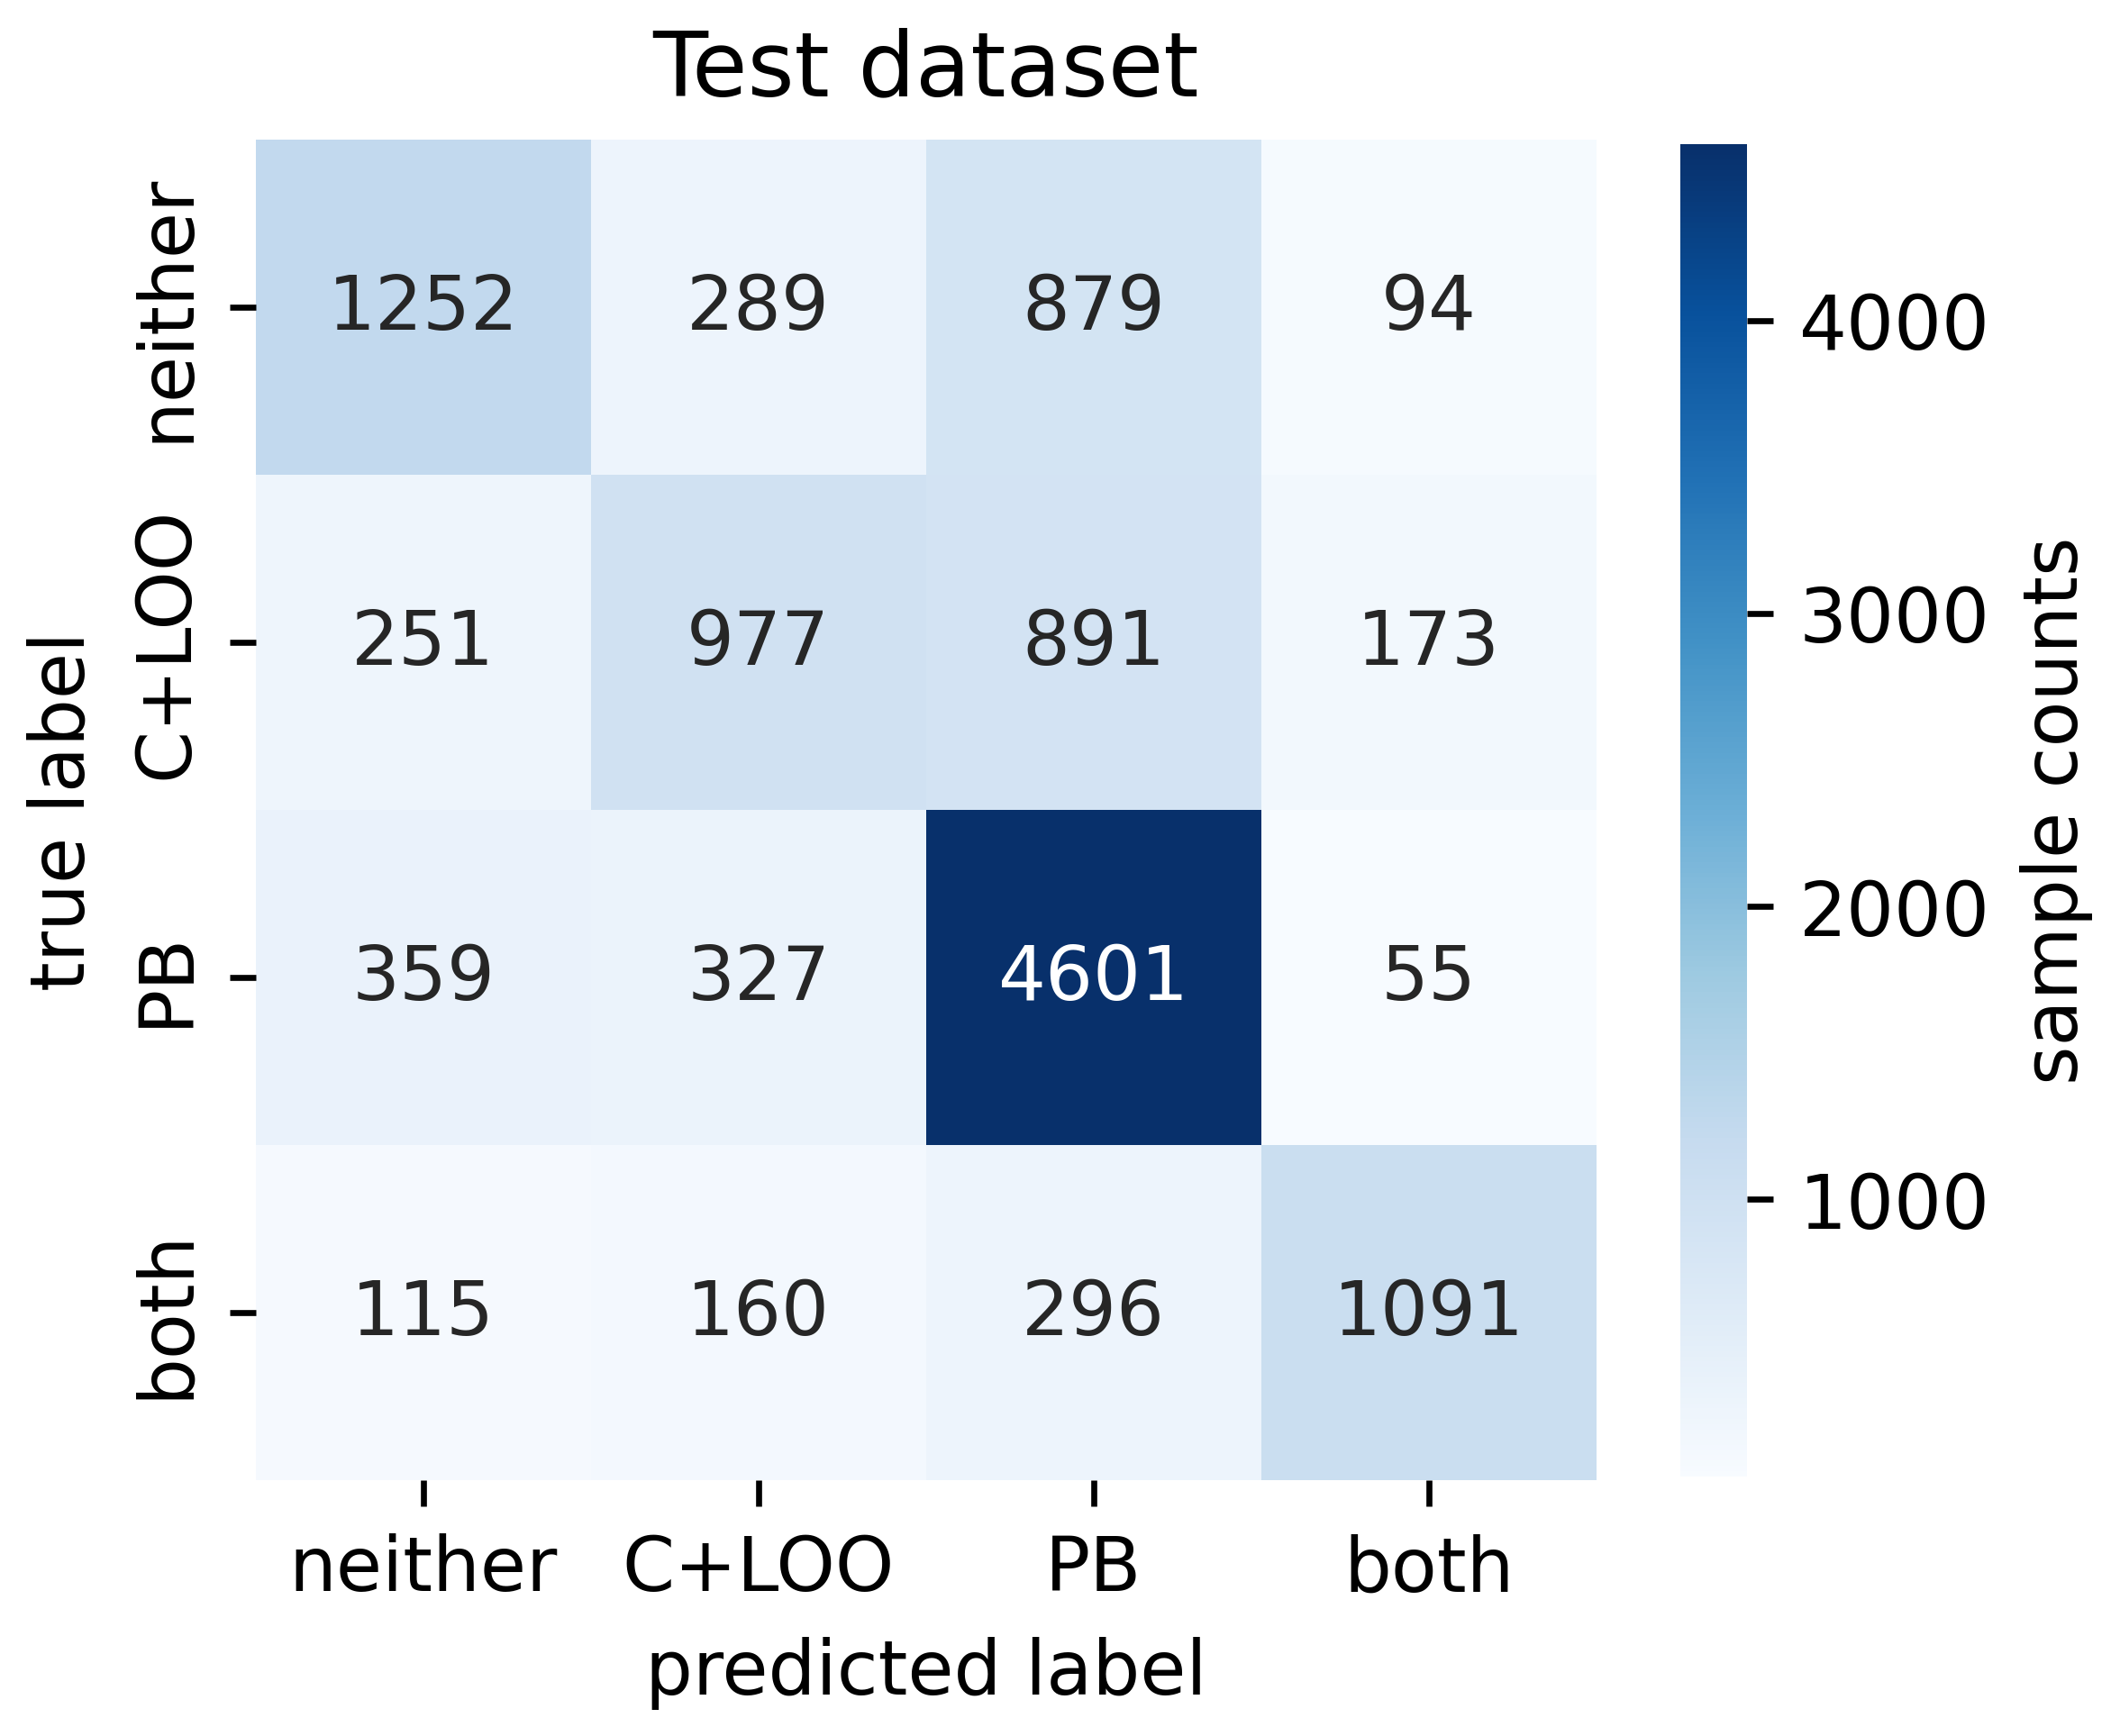 Test dataset
true label
neither
1252 289 879 94
C+LOO
251 977 891 173
PB
359 327 4601 55
both
115 160 296 1091
neither C+LOO PB both
predicted label
4000
3000
2000
1000
sample counts